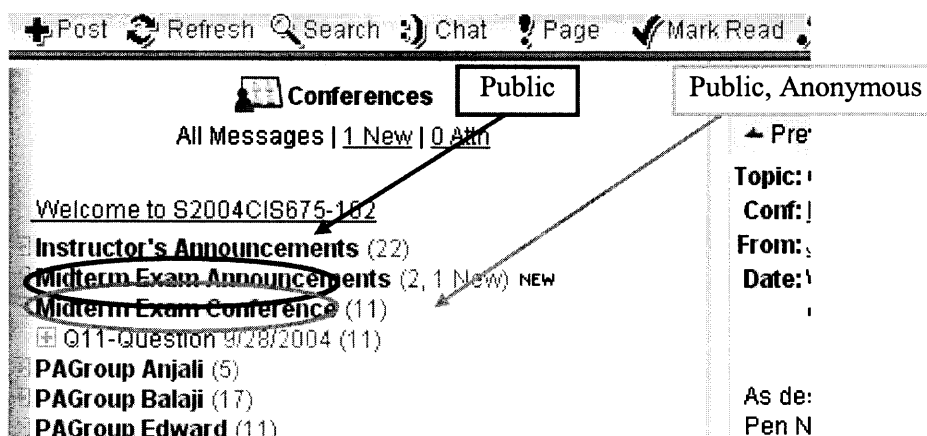 Post Refresh Search Chat Page Mark Read
Conferences
Public
Public, Anonymous
All Messages | 1 New | 0 Attn
Welcome to S2004CIS675-102
Instructor's Announcements (22)
Midterm Exam Announcements (2, 1 New) NEW
Midterm Exam Conference (11)
Q11-Question 9/28/2004 (11)
PAGroup Anjali (5)
PAGroup Balaji (17)
PAGroup Edward (11)
Pre
Topic:
Conf:
From:
Date:
As de
Pen N